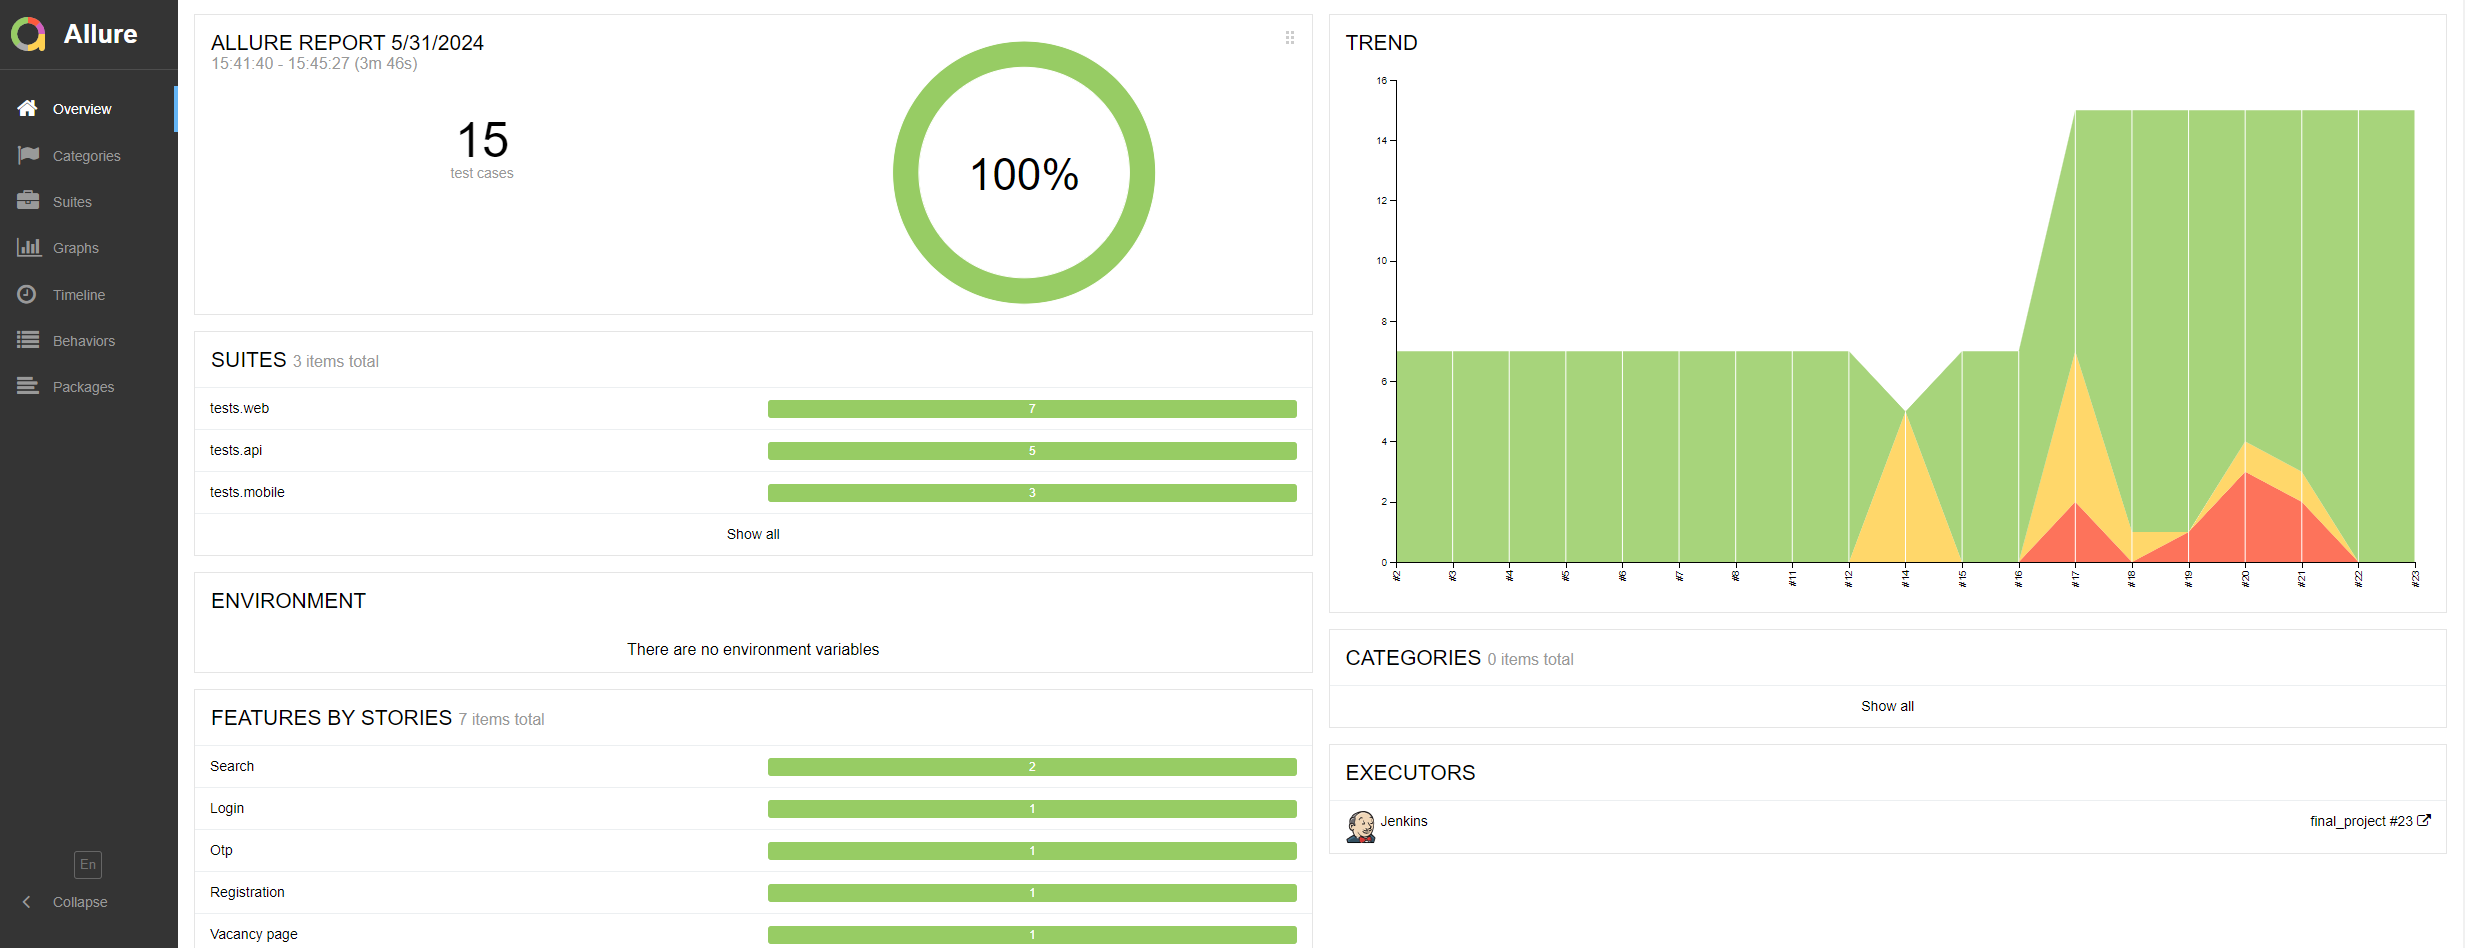 Allure
Overview
Categories
Suites
Graphs
Timeline
Behaviors
Packages
En
Collapse
ALLURE REPORT 5/31/2024
15:41:40 - 15:45:27 (3m 46s)
15
test cases
100%
SUITES 3 items total
tests.web 7
tests.api 5
tests.mobile 3
Show all
ENVIRONMENT
There are no environment variables
FEATURES BY STORIES 7 items total
Search 2
Login 1
Otp 1
Registration 1
Vacancy page 1
TREND
16
14
12
10
8
6
4
2
0
#2 #3 #4 #5 #6 #7 #8 #11 #12 #14 #15 #16 #17 #18 #19 #20 #21 #22 #23
CATEGORIES 0 items total
Show all
EXECUTORS
Jenkins final_project #23